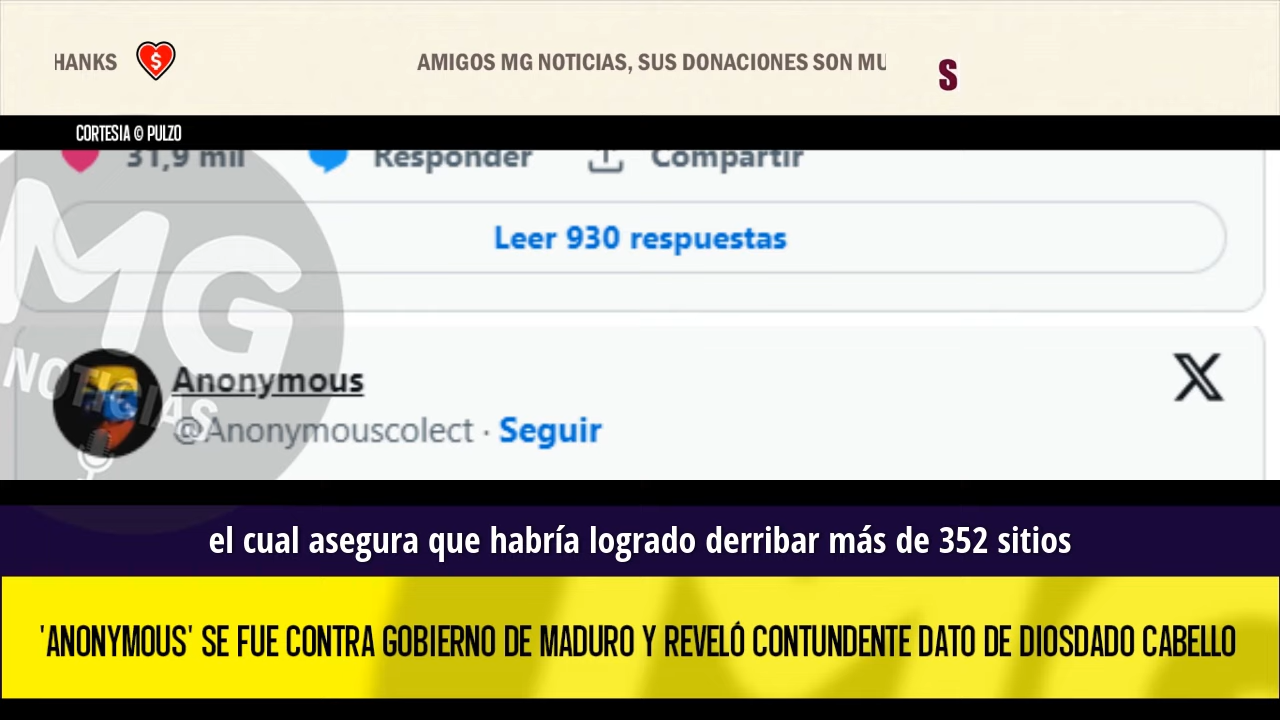 HANKS
AMIGOS MG NOTICIAS, SUS DONACIONES SON MU
S
CORTESIA © PULZO
31,9 mil Responder Compartir
Leer 930 respuestas
MG
NOTICIAS
Anonymous X
@Anonymouscolect · Seguir
el cual asegura que habría logrado derribar más de 352 sitios
'ANONYMOUS' SE FUE CONTRA GOBIERNO DE MADURO Y REVELÓ CONTUNDENTE DATO DE DIOSDADO CABELLO